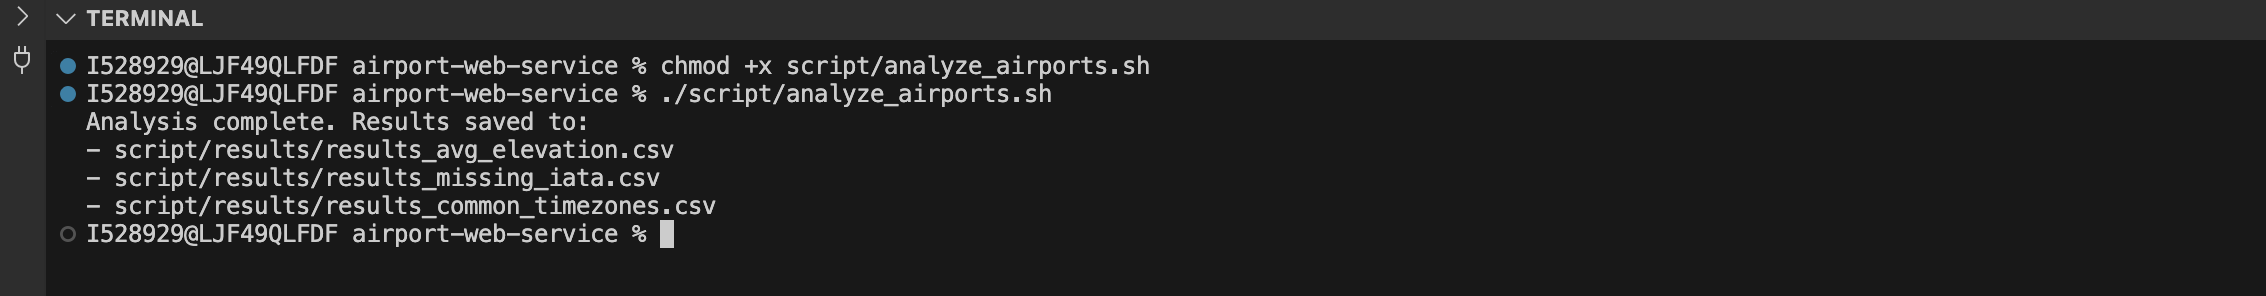 TERMINAL
I528929@LJF49QLFDF airport-web-service % chmod +x script/analyze_airports.sh
I528929@LJF49QLFDF airport-web-service % ./script/analyze_airports.sh
Analysis complete. Results saved to:
- script/results/results_avg_elevation.csv
- script/results/results_missing_iata.csv
- script/results/results_common_timezones.csv
I528929@LJF49QLFDF airport-web-service %